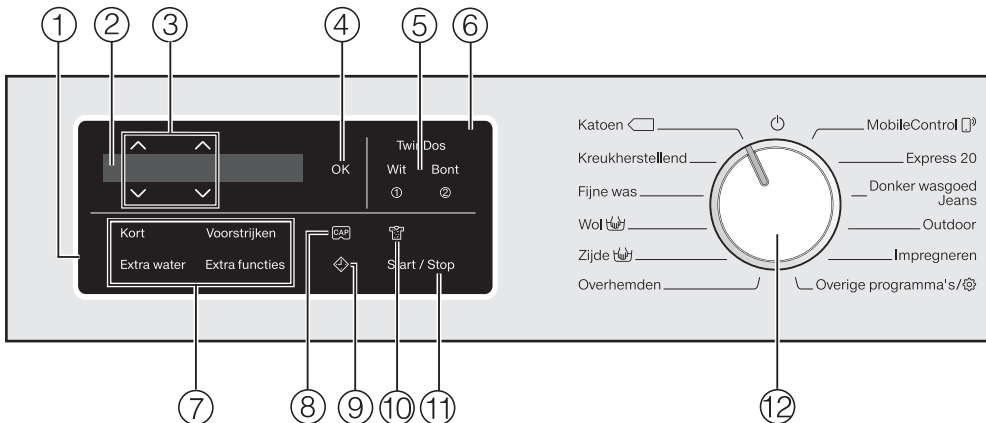 ① ② ③ ④ ⑤ ⑥
TwinDos
OK Wit Bont
① ②
Kort Voorstrijken CAP
Extra water Extra functies Start / Stop
Katoen MobileControl
Kreukherstellend Express 20
Fijne was Donker wasgoed
Jeans
Wol Outdoor
Zijde Impregneren
Overhemden Overige programma's/
⑦ ⑧ ⑨ ⑩ ⑪ ⑫